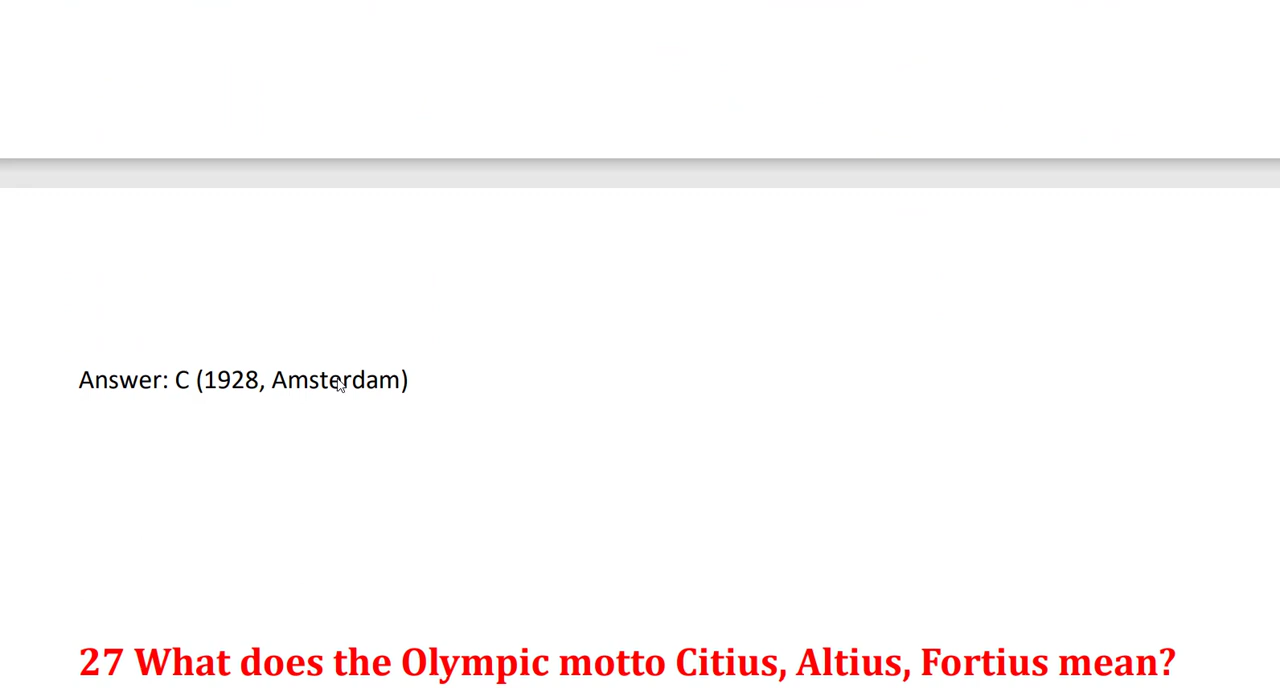 Answer: C (1928, Amsterdam)
27 What does the Olympic motto Citius, Altius, Fortius mean?